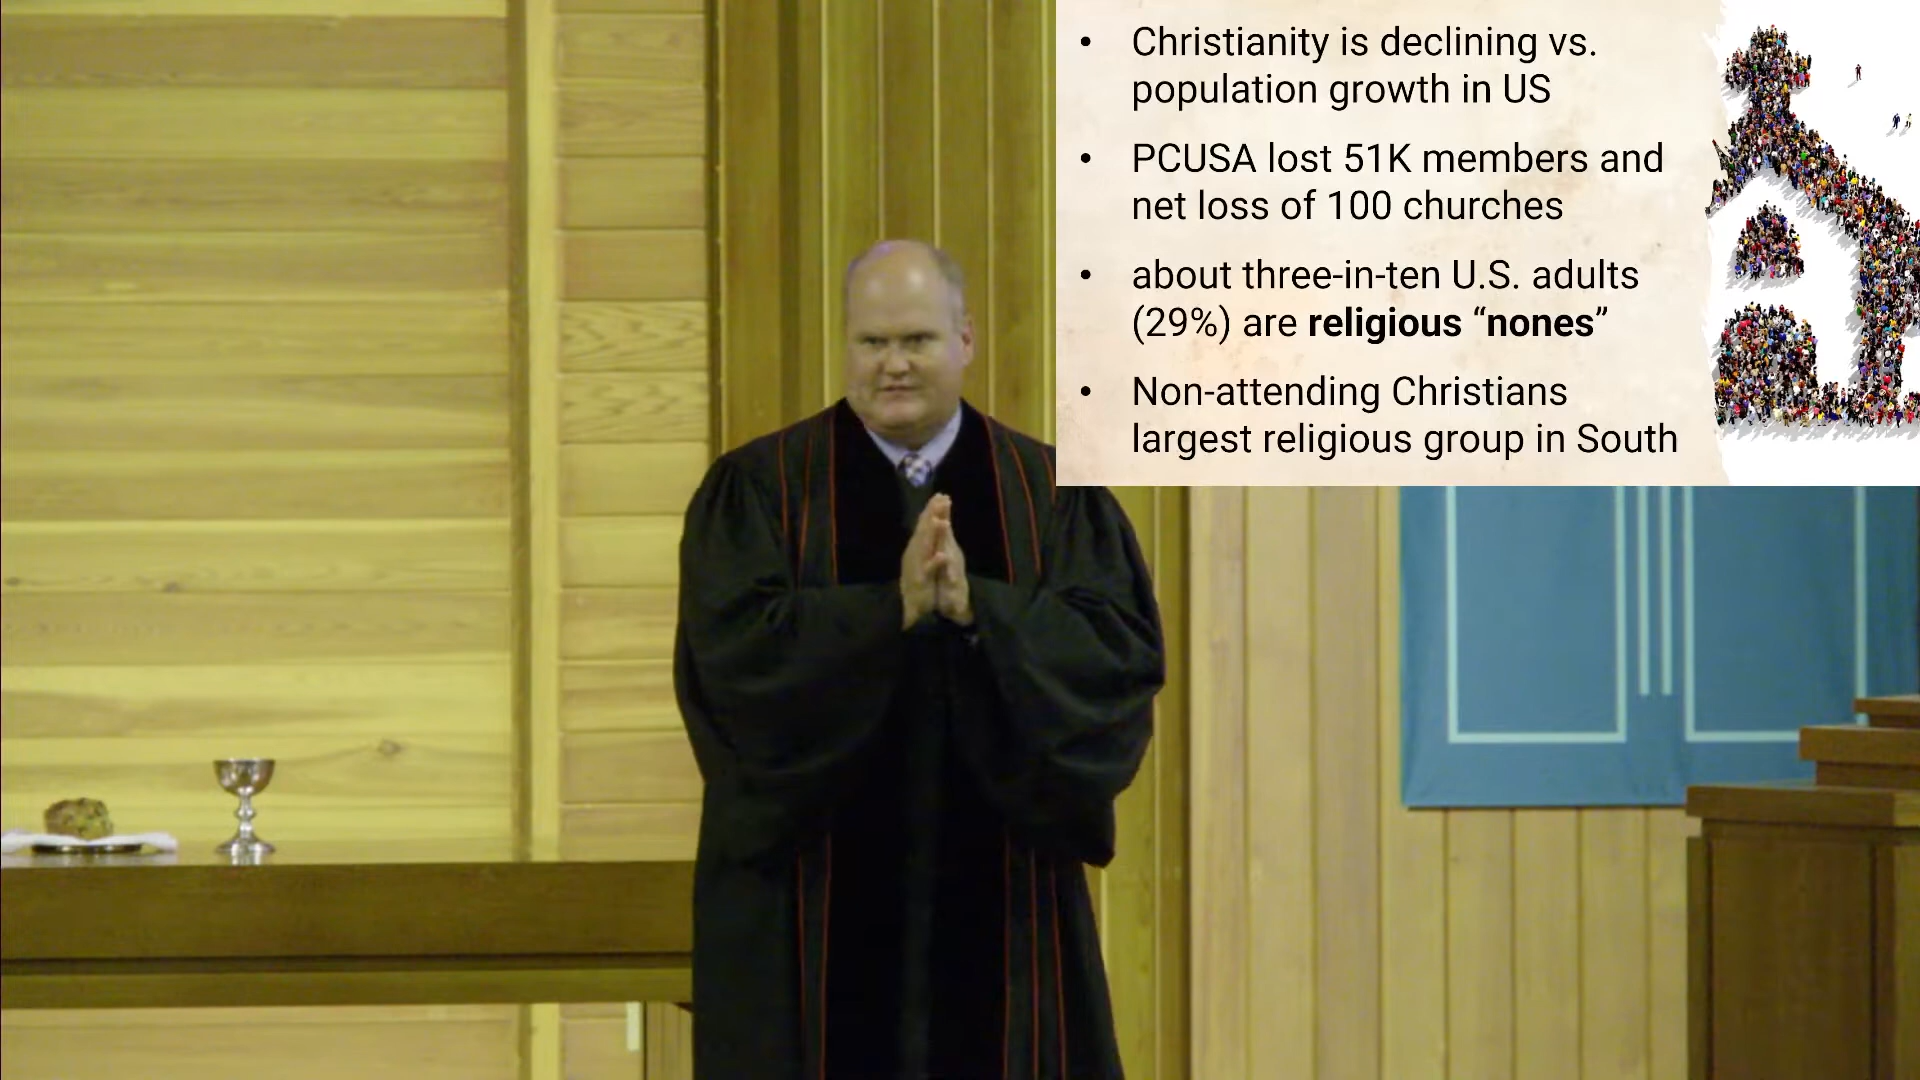 • Christianity is declining vs.
population growth in US
• PCUSA lost 51K members and
net loss of 100 churches
• about three-in-ten U.S. adults
(29%) are religious “nones”
• Non-attending Christians
largest religious group in South